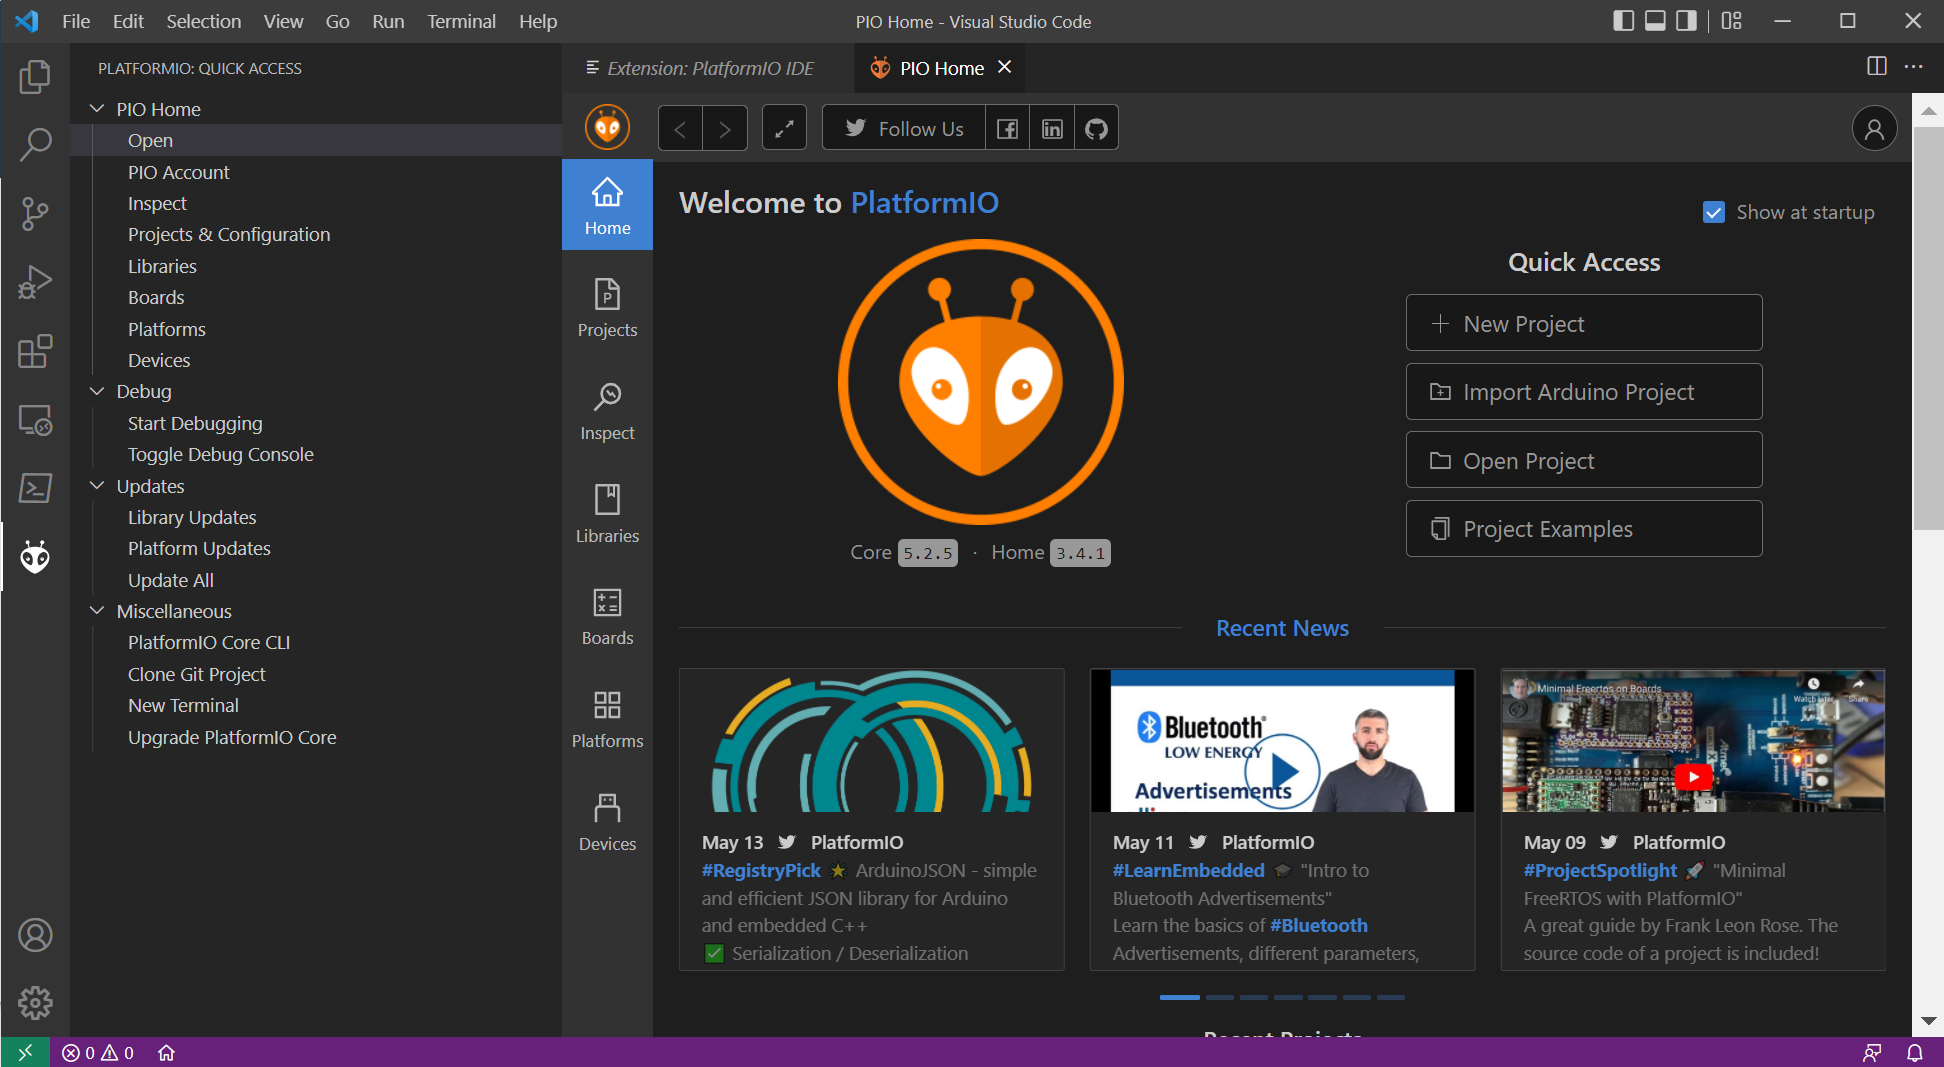 File Edit Selection View Go Run Terminal Help
PIO Home - Visual Studio Code
PLATFORMIO: QUICK ACCESS
PIO Home
Open
PIO Account
Inspect
Projects & Configuration
Libraries
Boards
Platforms
Devices
Debug
Start Debugging
Toggle Debug Console
Updates
Library Updates
Platform Updates
Update All
Miscellaneous
PlatformIO Core CLI
Clone Git Project
New Terminal
Upgrade PlatformIO Core
Extension: PlatformIO IDE
PIO Home
Follow Us
Home
Projects
Inspect
Libraries
Boards
Platforms
Devices
Welcome to PlatformIO
Show at startup
Core 5.2.5 · Home 3.4.1
Quick Access
New Project
Import Arduino Project
Open Project
Project Examples
Recent News
May 13 PlatformIO
#RegistryPick 🌟 ArduinoJSON - simple
and efficient JSON library for Arduino
and embedded C++
✅ Serialization / Deserialization
Bluetooth®
LOW ENERGY
Advertisements
May 11 PlatformIO
#LearnEmbedded 🎓 "Intro to
Bluetooth Advertisements"
Learn the basics of #Bluetooth
Advertisements, different parameters,
Minimal Freertos on Boards
Watch later
Share
May 09 PlatformIO
#ProjectSpotlight 🚀 "Minimal
FreeRTOS with PlatformIO"
A great guide by Frank Leon Rose. The
source code of a project is included!
Recent Projects
0 0